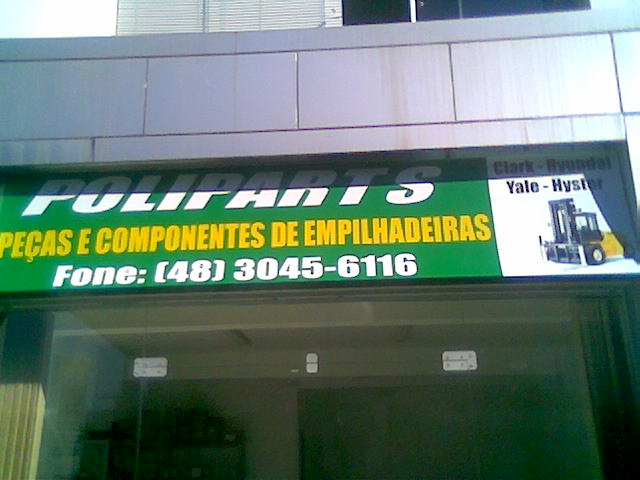 POLIPARTS
Clark - Hyundai
Yale - Hyster
PEÇAS E COMPONENTES DE EMPILHADEIRAS
Fone: (48) 3045-6116